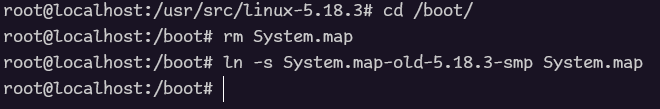 root@localhost:/usr/src/linux-5.18.3# cd /boot/
root@localhost:/boot# rm System.map
root@localhost:/boot# ln -s System.map-old-5.18.3-smp System.map
root@localhost:/boot#